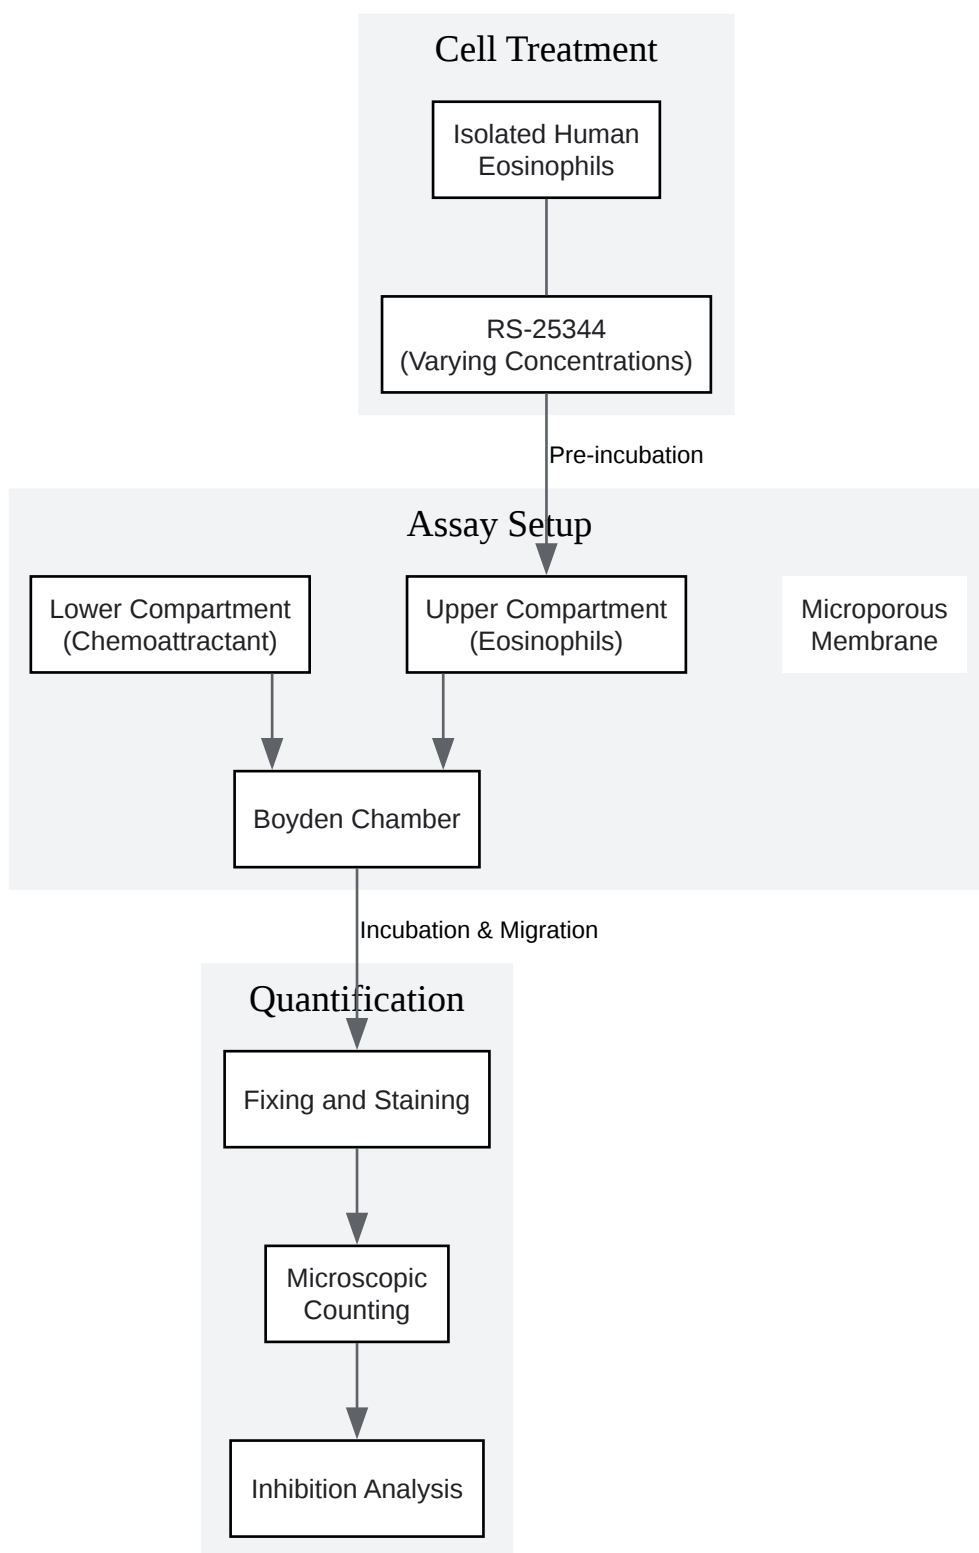 Cell Treatment
Isolated Human
Eosinophils
RS-25344
(Varying Concentrations)
Pre-incubation
Assay Setup
Lower Compartment
(Chemoattractant)
Upper Compartment
(Eosinophils)
Microporous
Membrane
Boyden Chamber
Incubation & Migration
Quantification
Fixing and Staining
Microscopic
Counting
Inhibition Analysis